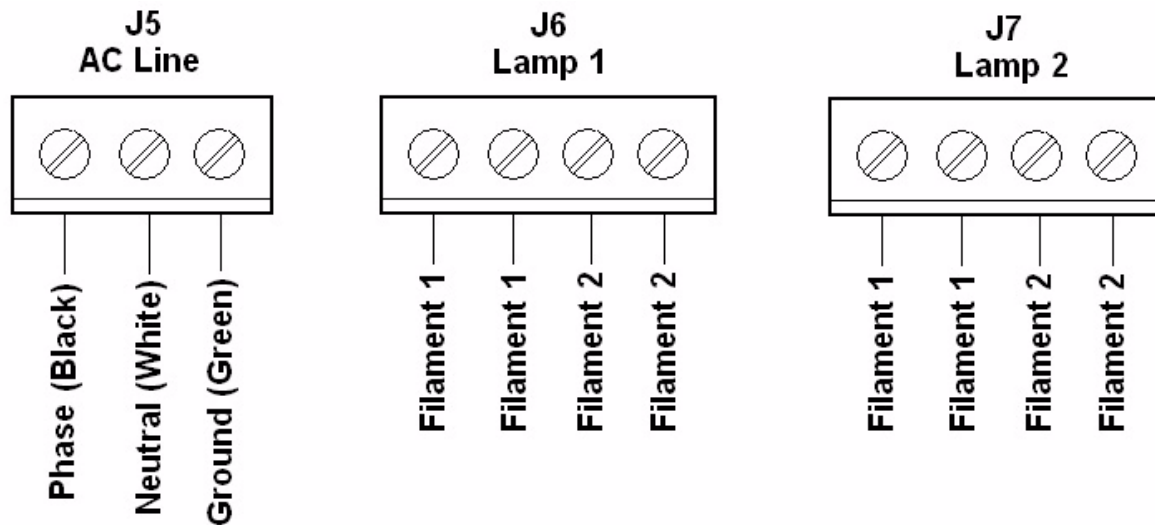 J5
AC Line
Phase (Black)
Neutral (White)
Ground (Green)
J6
Lamp 1
Filament 1
Filament 1
Filament 2
Filament 2
J7
Lamp 2
Filament 1
Filament 1
Filament 2
Filament 2